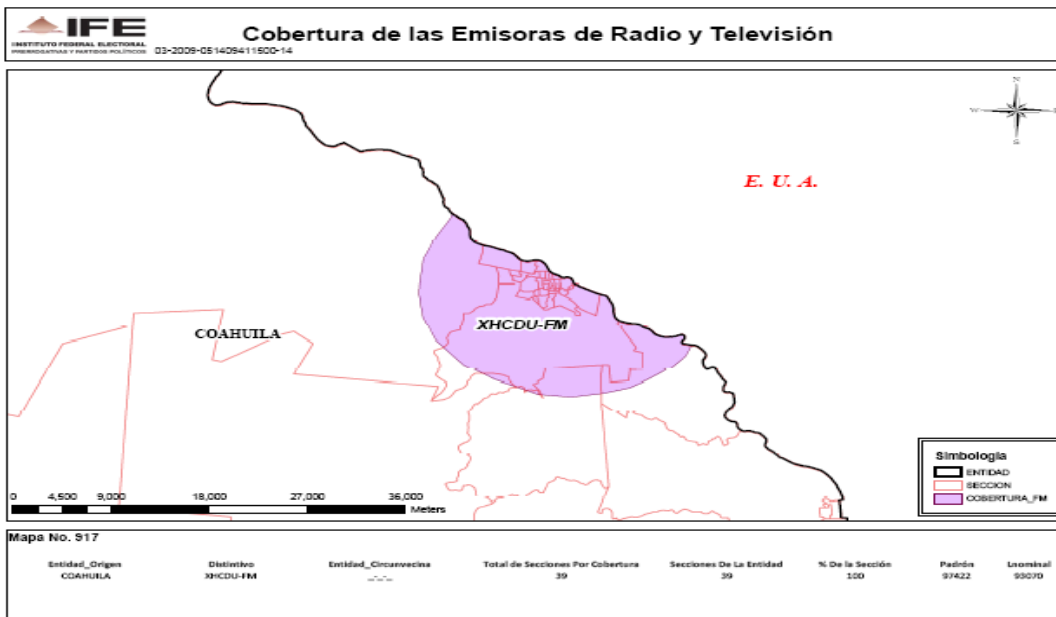 IFE
INSTITUTO FEDERAL ELECTORAL
PRERROGATIVAS Y PARTIDOS POLÍTICOS
03-2009-051409411500-14
Cobertura de las Emisoras de Radio y Televisión
N
W
S
E. U. A.
XHCDU-FM
COAHUILA
Simbología
ENTIDAD
SECCION
COBERTURA_FM
0 4,500 9,000 18,000 27,000 36,000
Meters
Mapa No. 917
Entidad_Origen Distintivo Entidad_Circunvecina Total de Secciones Por Cobertura Secciones De La Entidad % De la Sección Padrón Lnominal
COAHUILA XHCDU-FM _-_-_ 39 39 100 97422 93070